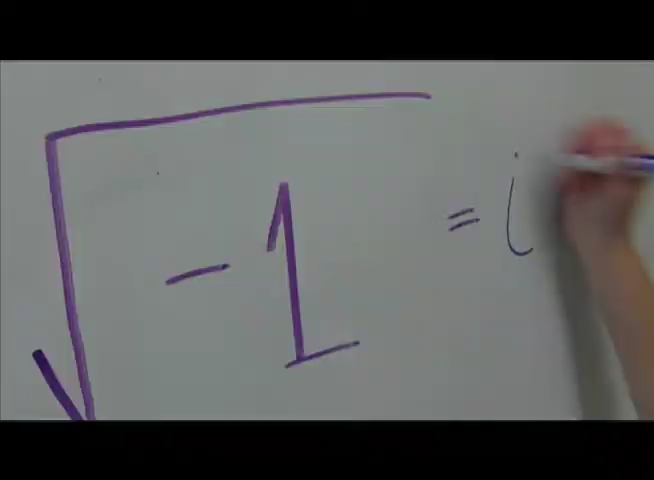 √-1 = i